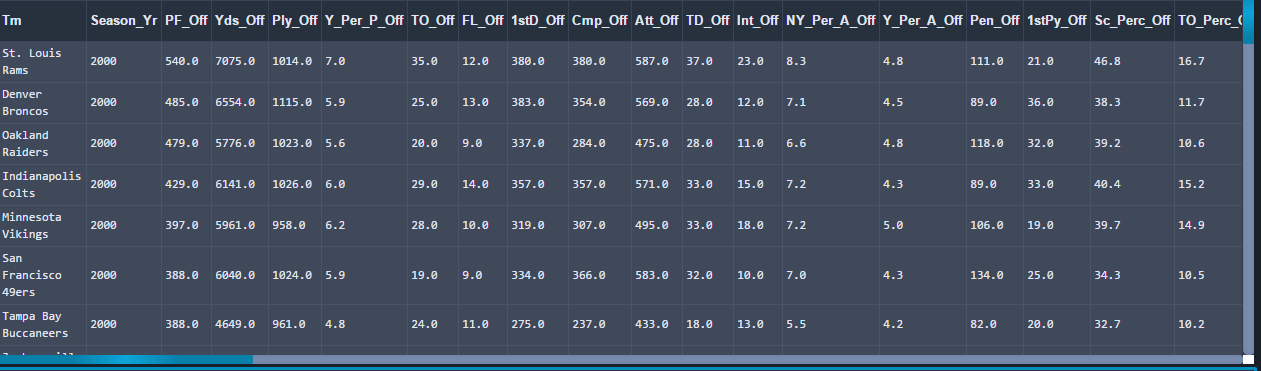 Tm Season_Yr PF_Off Yds_Off Ply_Off Y_Per_P_Off TO_Off FL_Off 1stD_Off Cmp_Off Att_Off TD_Off Int_Off NY_Per_A_Off Y_Per_A_Off Pen_Off 1stPy_Off Sc_Perc_Off TO_Perc_
St. Louis
Rams 2000 540.0 7075.0 1014.0 7.0 35.0 12.0 380.0 380.0 587.0 37.0 23.0 8.3 4.8 111.0 21.0 46.8 16.7
Denver
Broncos 2000 485.0 6554.0 1115.0 5.9 25.0 13.0 383.0 354.0 569.0 28.0 12.0 7.1 4.5 89.0 36.0 38.3 11.7
Oakland
Raiders 2000 479.0 5776.0 1023.0 5.6 20.0 9.0 337.0 284.0 475.0 28.0 11.0 6.6 4.8 118.0 32.0 39.2 10.6
Indianapolis
Colts 2000 429.0 6141.0 1026.0 6.0 29.0 14.0 357.0 357.0 571.0 33.0 15.0 7.2 4.3 89.0 33.0 40.4 15.2
Minnesota
Vikings 2000 397.0 5961.0 958.0 6.2 28.0 10.0 319.0 307.0 495.0 33.0 18.0 7.2 5.0 106.0 19.0 39.7 14.9
San
Francisco 2000 388.0 6040.0 1024.0 5.9 19.0 9.0 334.0 366.0 583.0 32.0 10.0 7.0 4.3 134.0 25.0 34.3 10.5
49ers
Tampa Bay
Buccaneers 2000 388.0 4649.0 961.0 4.8 24.0 11.0 275.0 237.0 433.0 18.0 13.0 5.5 4.2 82.0 20.0 32.7 10.2